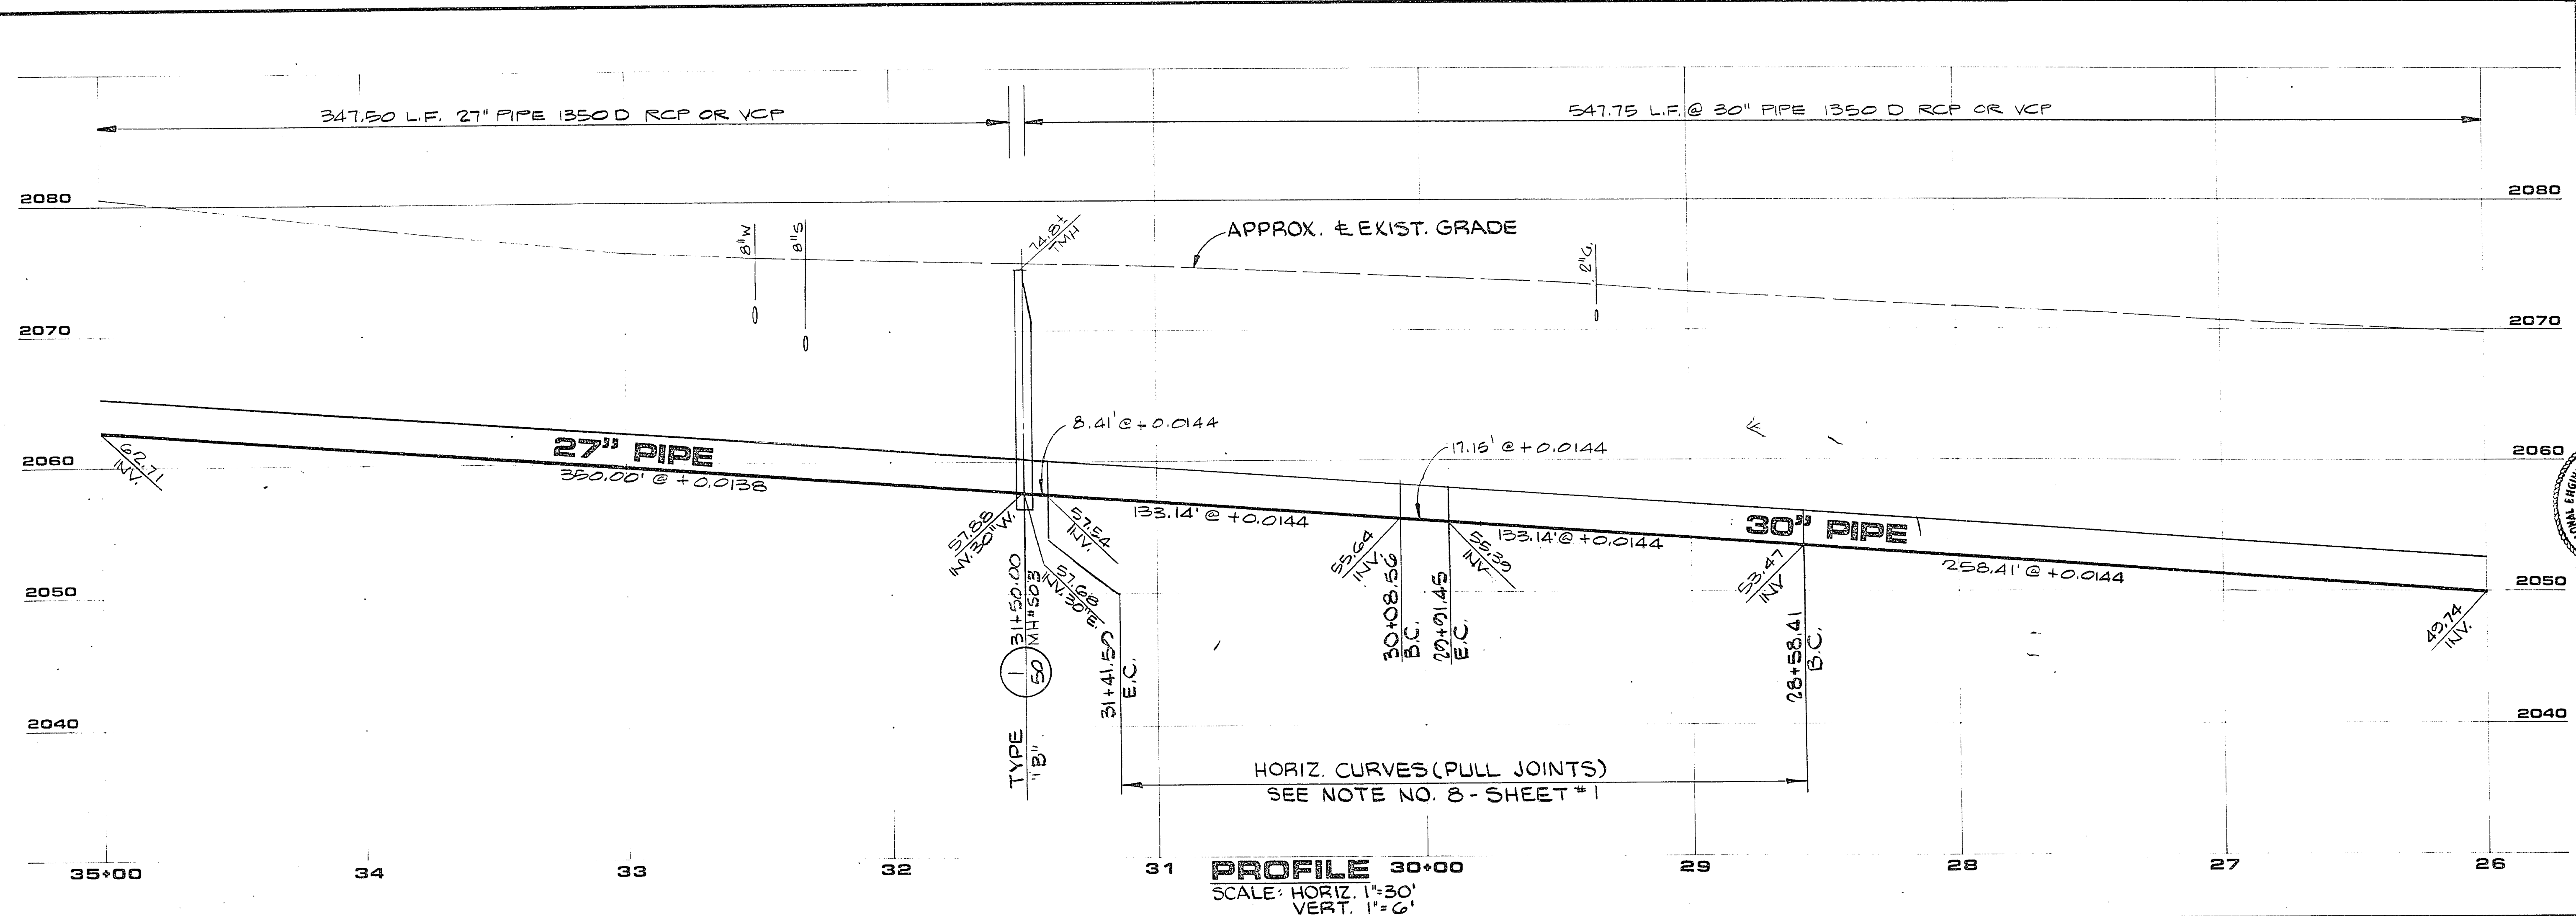 347.50 L.F. 27" PIPE 1350 D RCP OR VCP
547.75 L.F. @ 30" PIPE 1350 D RCP OR VCP
2080
2080
8"W
8"S
74.8±
TMH
APPROX. ℄ EXIST. GRADE
2"G.
2070
2070
8.41' @ +0.0144
17.15' @ +0.0144
27" PIPE
350.00' @ +0.0138
2060
2060
62.71
INV.
57.88
INV. 30" W.
57.54
INV.
133.14' @ +0.0144
55.64
INV.
55.39
INV.
133.14' @ +0.0144
30" PIPE
53.47
INV
258.41' @ +0.0144
49.74
INV.
57.68
INV. 30" E.
2050
2050
31+50.00
MH #503
1
50
TYPE
"B"
31+41.59
E.C.
30+08.56
B.C.
29+91.45
E.C.
28+58.41
B.C.
2040
2040
HORIZ. CURVES (PULL JOINTS)
SEE NOTE NO. 8 - SHEET #1
35+00 34 33 32 31 30+00 29 28 27 26
PROFILE
SCALE: HORIZ. 1"=30'
VERT. 1"=6'